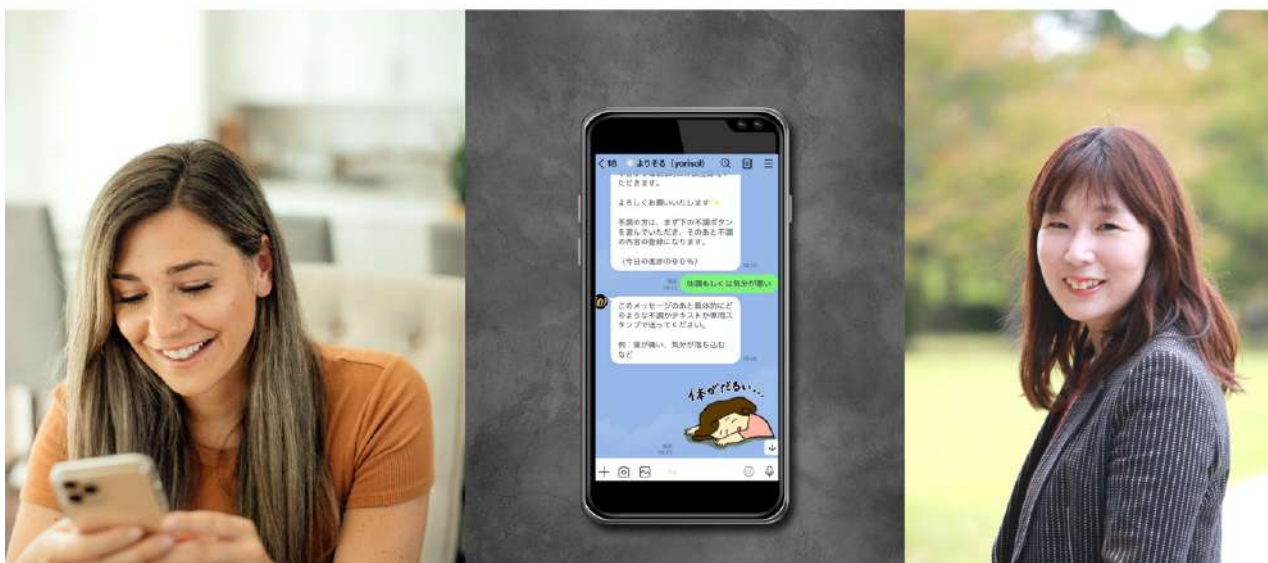 18 よりそる (yorisol)
ただきます。
よろしくお願いいたします
不調の方は、まず下の不調ボタン
を選んでいただき、そのあと不調
の内容の登録になります。
(今日の進捗の90%)
体調もしくは気分が悪い
このメッセージのあと具体的にど
のような不調かテキストか専用ス
タンプで送ってください。
例:頭が痛い、気分が落ち込む
など
体がだるい...